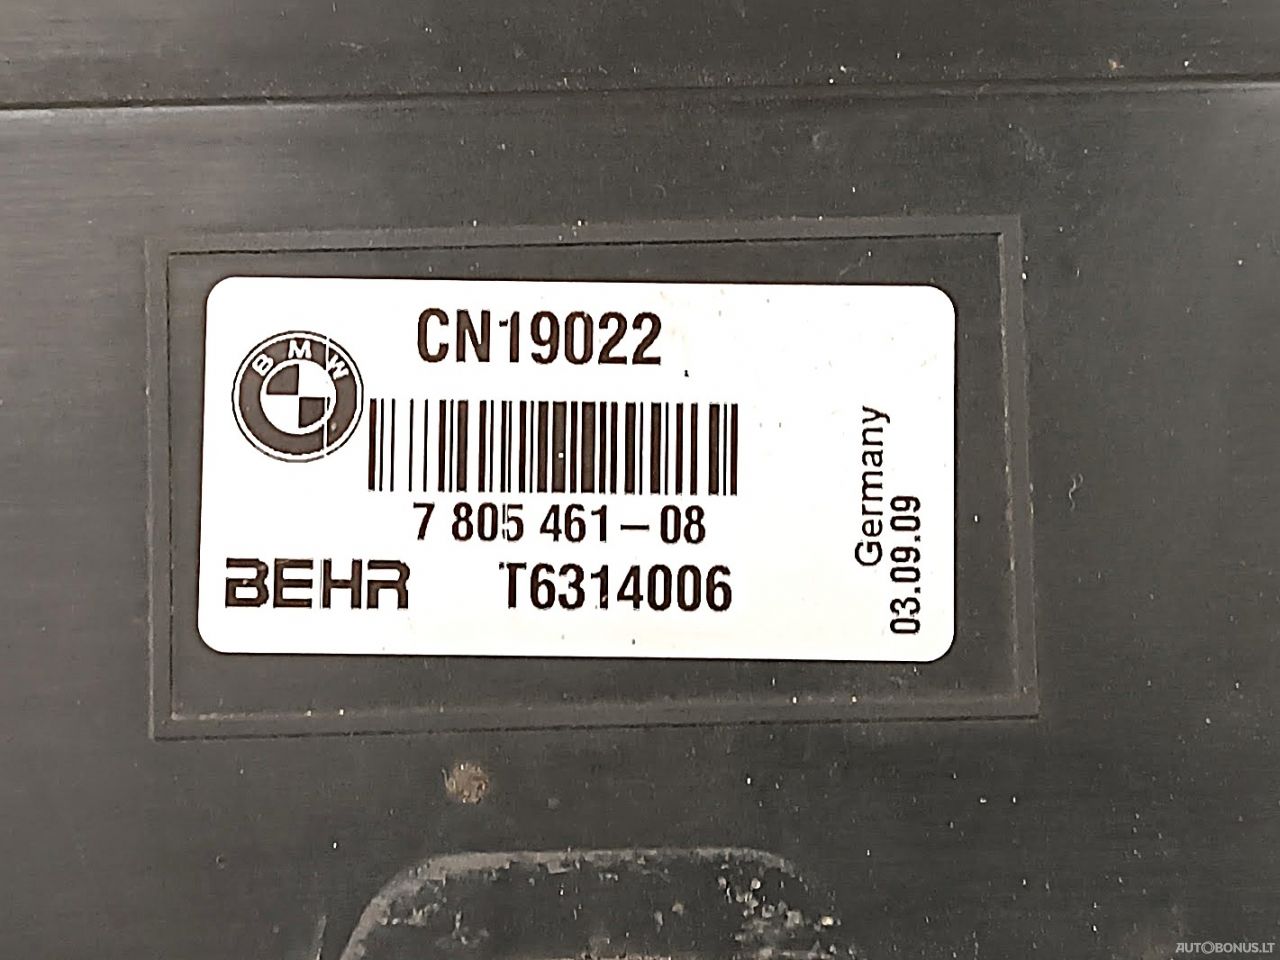 CN19022
BMW
7 805 461-08
BEHR T6314006
Germany
03.09.09
AUTOBONUS.LT